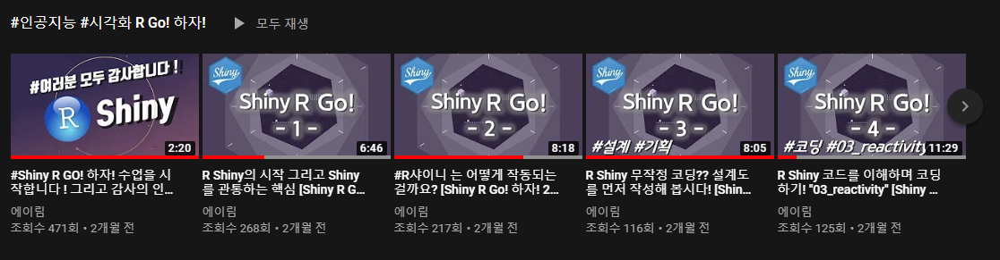 #인공지능 #시각화 R Go! 하자!
모두 재생
#여러분 모두 감사합니다 !
R Shiny
2:20
#Shiny R GO! 하자! 수업을 시
작합니다 ! 그리고 감사의 인...
에이림
조회수 471회 • 2개월 전
Shiny
Shiny R Go!
- 1 -
6:46
R Shiny의 시작 그리고 Shiny
를 관통하는 핵심 [Shiny R G...
에이림
조회수 268회 • 2개월 전
Shiny
Shiny R Go!
- 2 -
8:18
#R샤이니 는 어떻게 작동되는
걸까요? [Shiny R Go! 하자! 2...
에이림
조회수 217회 • 2개월 전
Shiny
Shiny R Go!
- 3 -
#설계 #기획
8:05
R Shiny 무작정 코딩?? 설계도
를 먼저 작성해 봅시다! [Shin...
에이림
조회수 116회 • 2개월 전
Shiny
Shiny R Go!
- 4 -
#코딩 #03_reactivity
11:29
R Shiny 코드를 이해하며 코딩
하기! "03_reactivity" [Shiny ...
에이림
조회수 125회 • 2개월 전